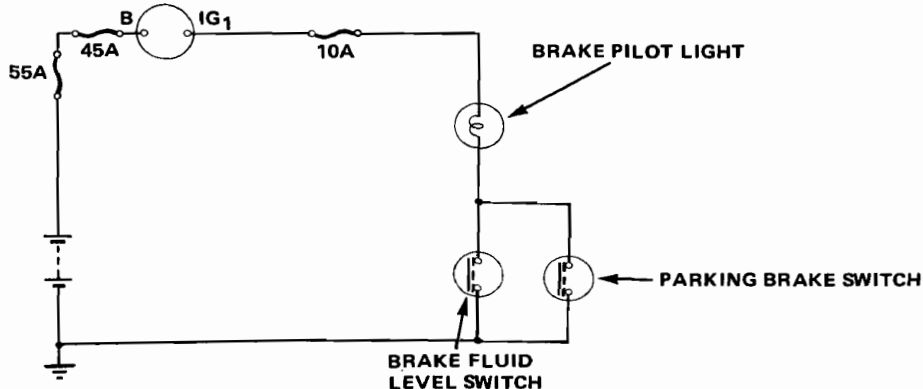 B
IG1
45A
10A
55A
BRAKE PILOT LIGHT
PARKING BRAKE SWITCH
BRAKE FLUID
LEVEL SWITCH